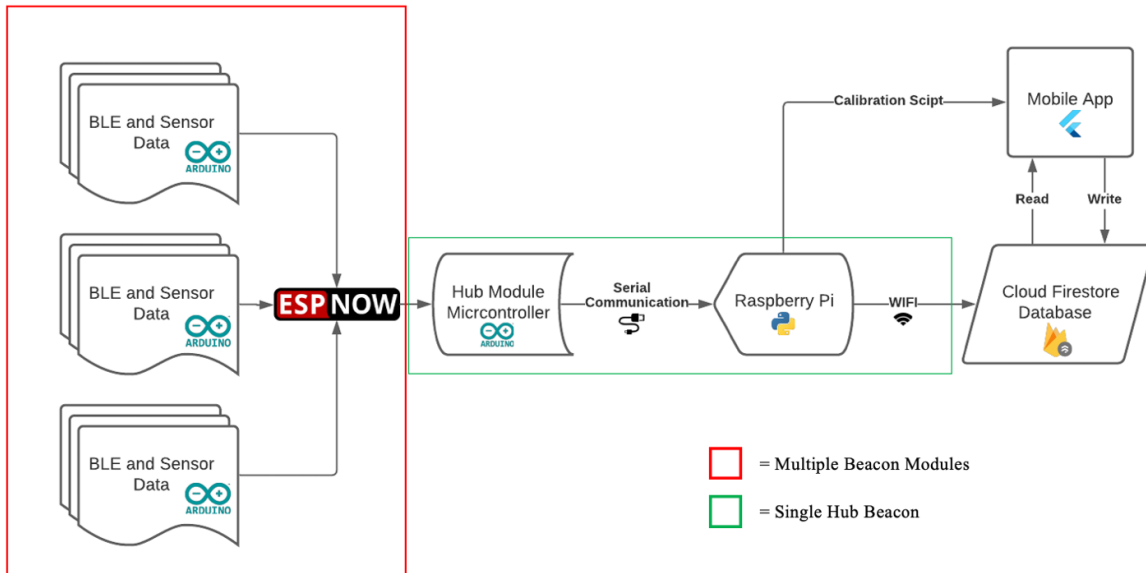 BLE and Sensor
Data
ARDUINO
BLE and Sensor
Data
ARDUINO
BLE and Sensor
Data
ARDUINO
ESP NOW
Hub Module
Micrcontroller
ARDUINO
Serial
Communication
Raspberry Pi
WIFI
Calibration Scipt
Mobile App
Read
Write
Cloud Firestore
Database
= Multiple Beacon Modules
= Single Hub Beacon